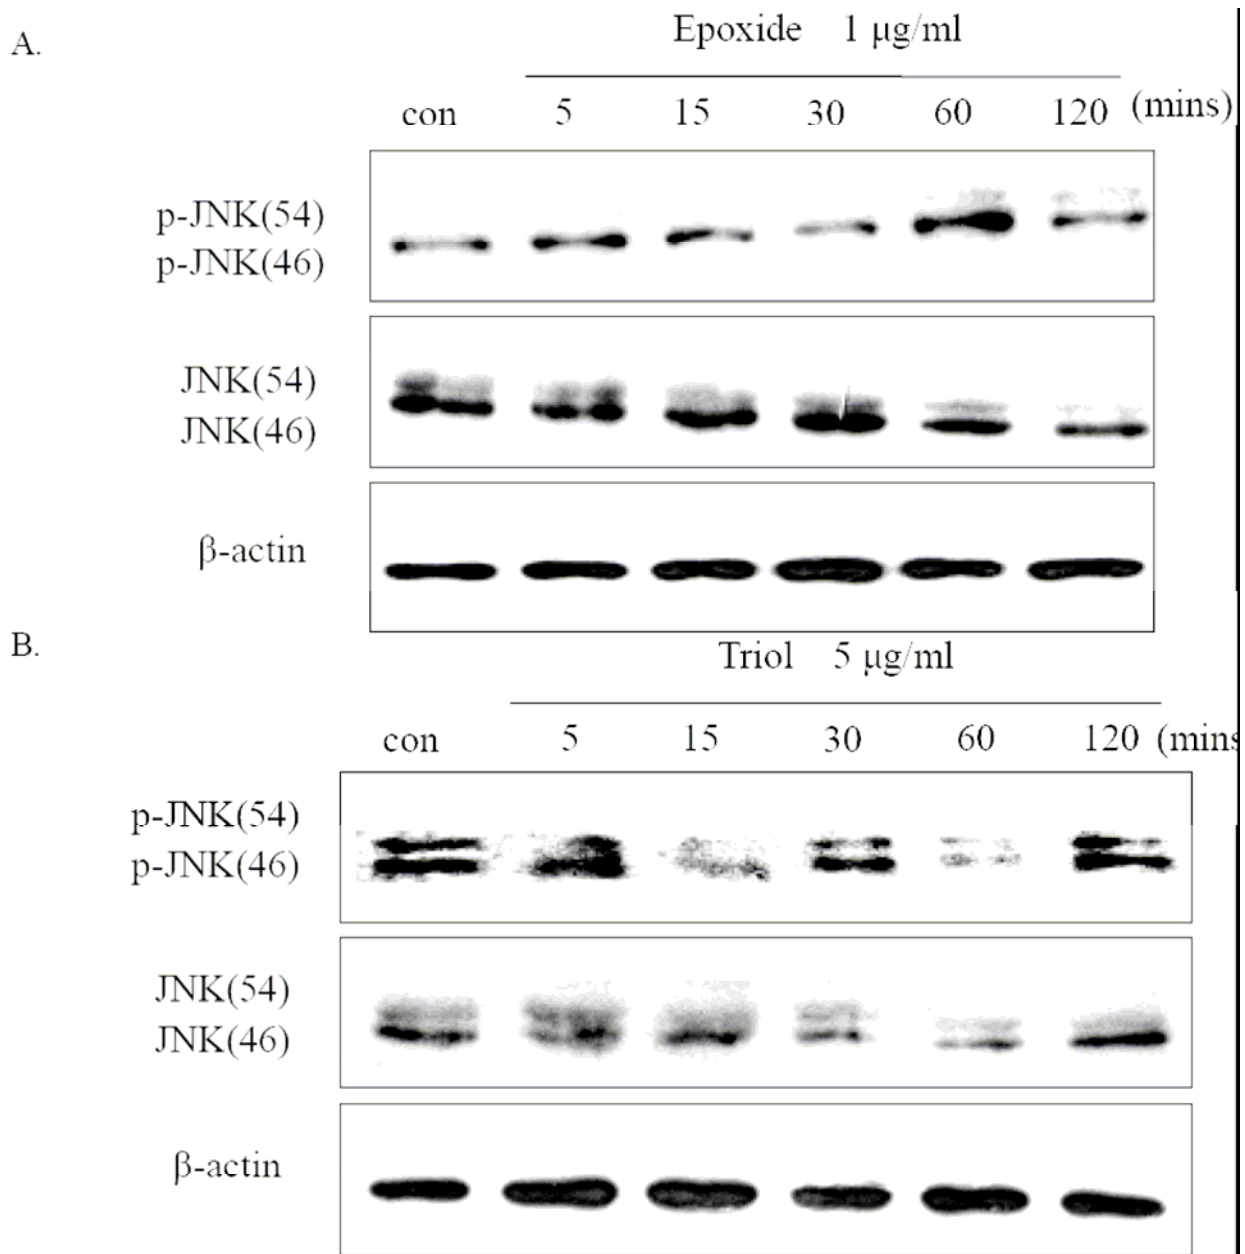 A.
Epoxide 1 μg/ml
con 5 15 30 60 120 (mins)
p-JNK(54)
p-JNK(46)
JNK(54)
JNK(46)
β-actin
B.
Triol 5 μg/ml
con 5 15 30 60 120 (mins
p-JNK(54)
p-JNK(46)
JNK(54)
JNK(46)
β-actin